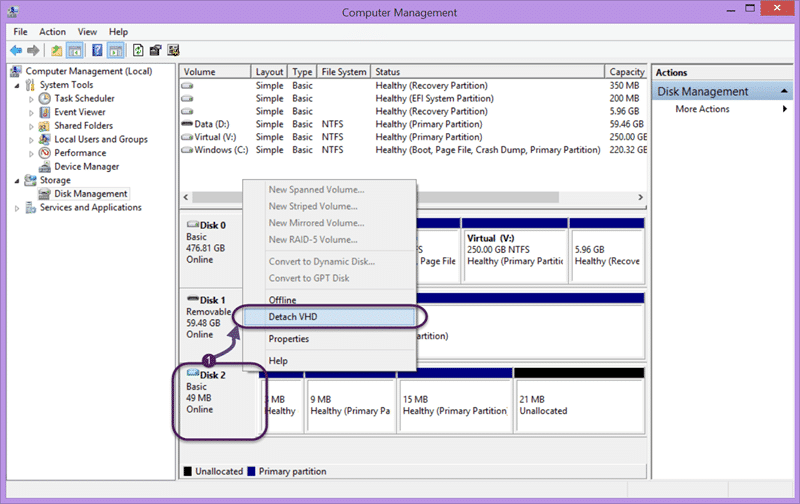 Computer Management
File Action View Help
Computer Management (Local)
System Tools
Task Scheduler
Event Viewer
Shared Folders
Local Users and Groups
Performance
Device Manager
Storage
Disk Management
Services and Applications
Volume Layout Type File System Status Capacity
Simple Basic Healthy (Recovery Partition) 350 MB
Simple Basic Healthy (EFI System Partition) 200 MB
Simple Basic Healthy (Recovery Partition) 5.96 GB
Data (D:) Simple Basic NTFS Healthy (Primary Partition) 59.46 GB
Virtual (V:) Simple Basic NTFS Healthy (Primary Partition) 250.00 GB
Windows (C:) Simple Basic NTFS Healthy (Boot, Page File, Crash Dump, Primary Partition) 220.32 GB
Actions
Disk Management
More Actions
New Spanned Volume...
New Striped Volume...
New Mirrored Volume...
New RAID-5 Volume...
Convert to Dynamic Disk...
Convert to GPT Disk
Offline
Detach VHD
Properties
Help
Disk 0
Basic
476.81 GB
Online
FS
, Page File
Virtual (V:)
250.00 GB NTFS
Healthy (Primary Partitio
5.96 GB
Healthy (Recove
Disk 1
Removable
59.48 GB
Online
artition)
1
Disk 2
Basic
49 MB
Online
MB
Healthy
9 MB
Healthy (Primary Pa
15 MB
Healthy (Primary Partition)
21 MB
Unallocated
Unallocated Primary partition